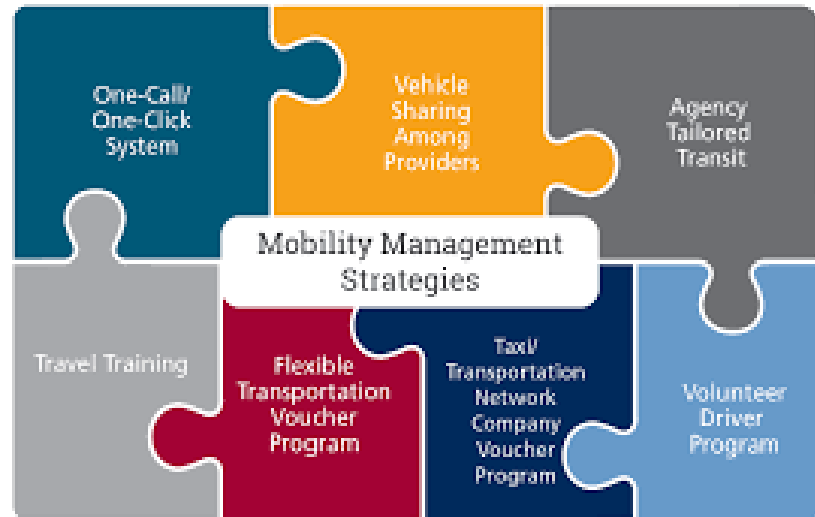 One-Call/
One-Click
System
Vehicle
Sharing
Among
Providers
Agency
Tailored
Transit
Mobility Management
Strategies
Travel Training
Flexible
Transportation
Voucher
Program
Taxi/
Transportation
Network
Company
Voucher
Program
Volunteer
Driver
Program